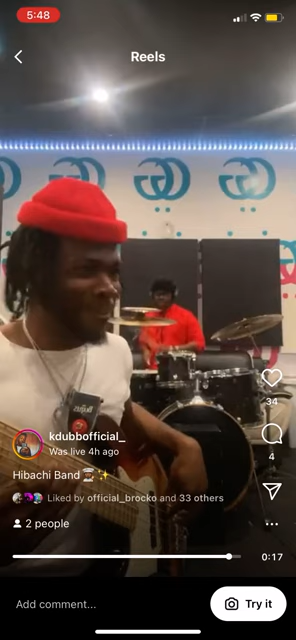 5:48
Reels
34
kdubbofficial_
Was live 4h ago
4
Hibachi Band
Liked by official_brocko and 33 others
2 people
0:17
Add comment...
Try it